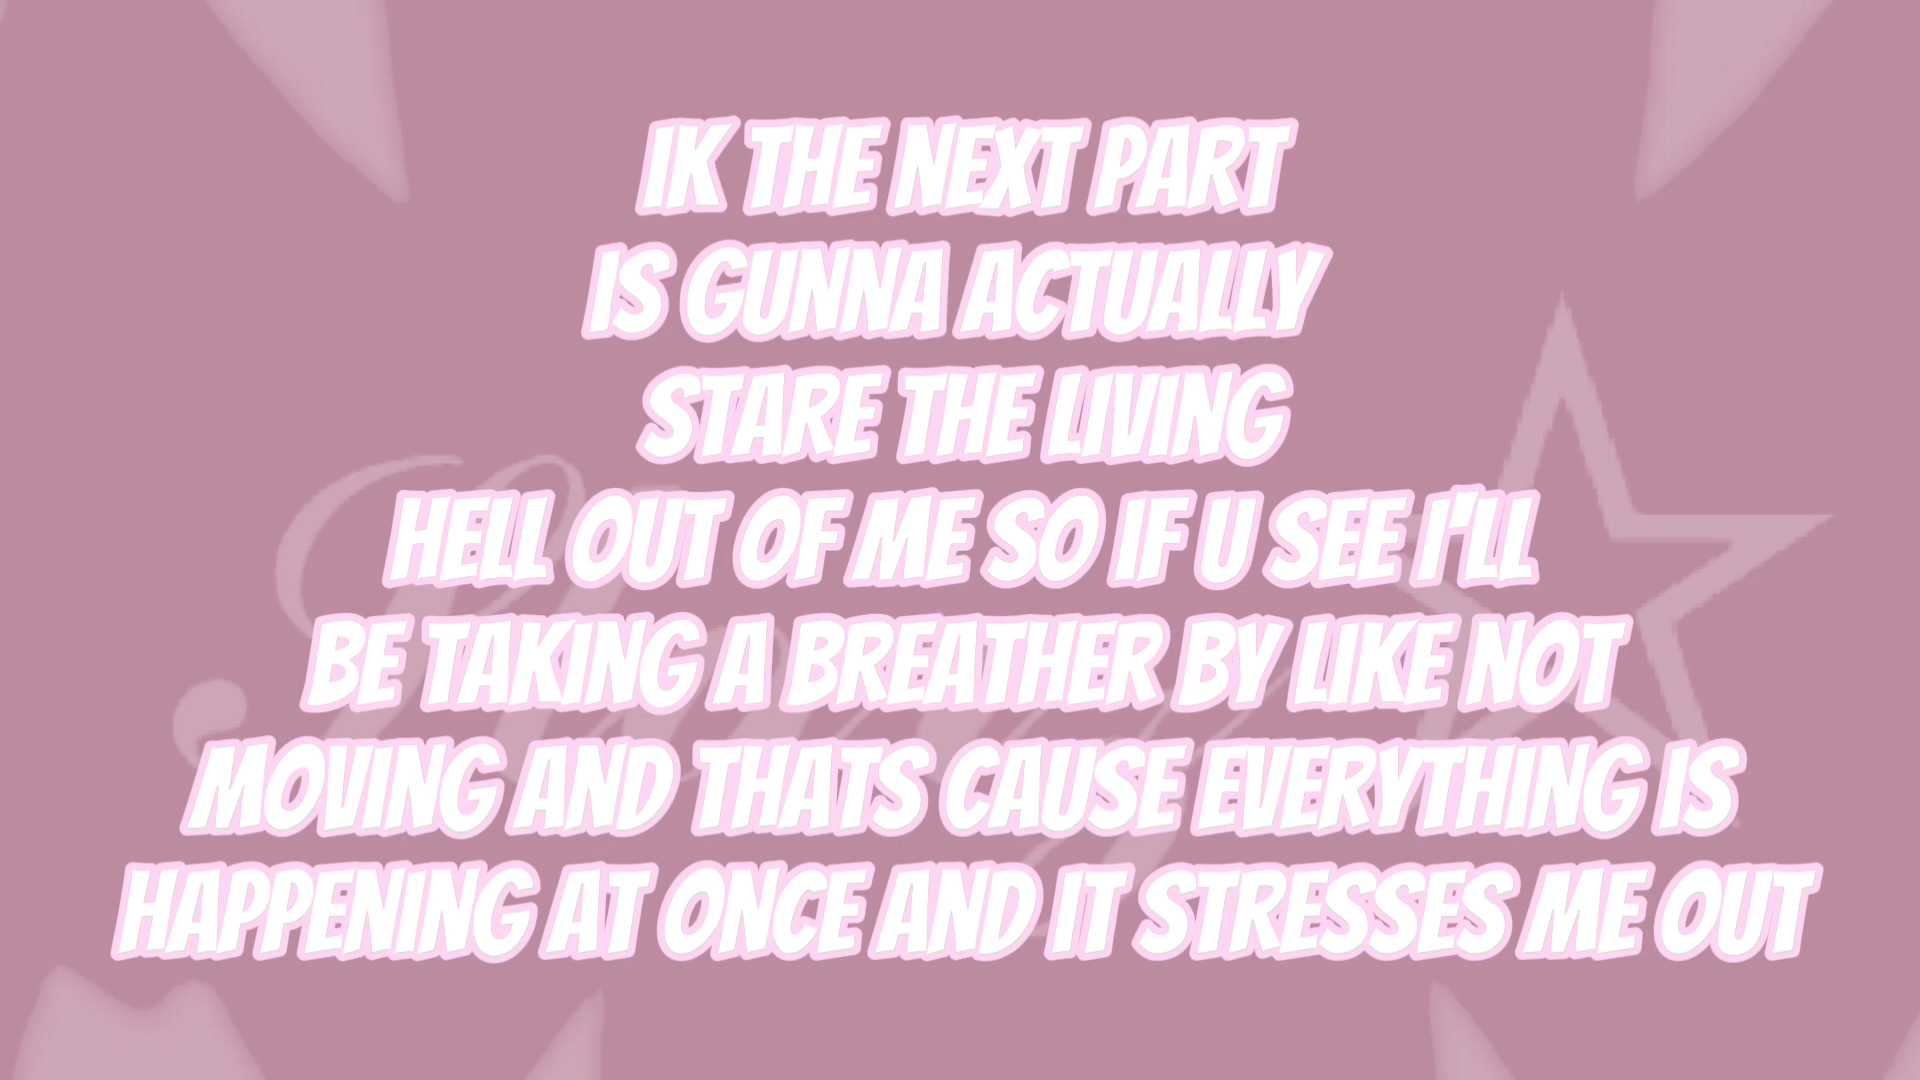 IK THE NEXT PART
IS GUNNA ACTUALLY
STARE THE LIVING
HELL OUT OF ME SO IF U SEE I'LL
BE TAKING A BREATHER BY LIKE NOT
MOVING AND THATS CAUSE EVERYTHING IS
HAPPENING AT ONCE AND IT STRESSES ME OUT